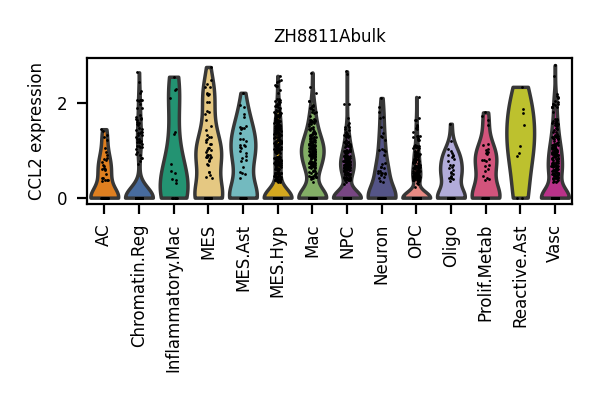 ZH8811Abulk
CCL2 expression
2
0
AC
Chromatin.Reg
Inflammatory.Mac
MES
MES.Ast
MES.Hyp
Mac
NPC
Neuron
OPC
Oligo
Prolif.Metab
Reactive.Ast
Vasc